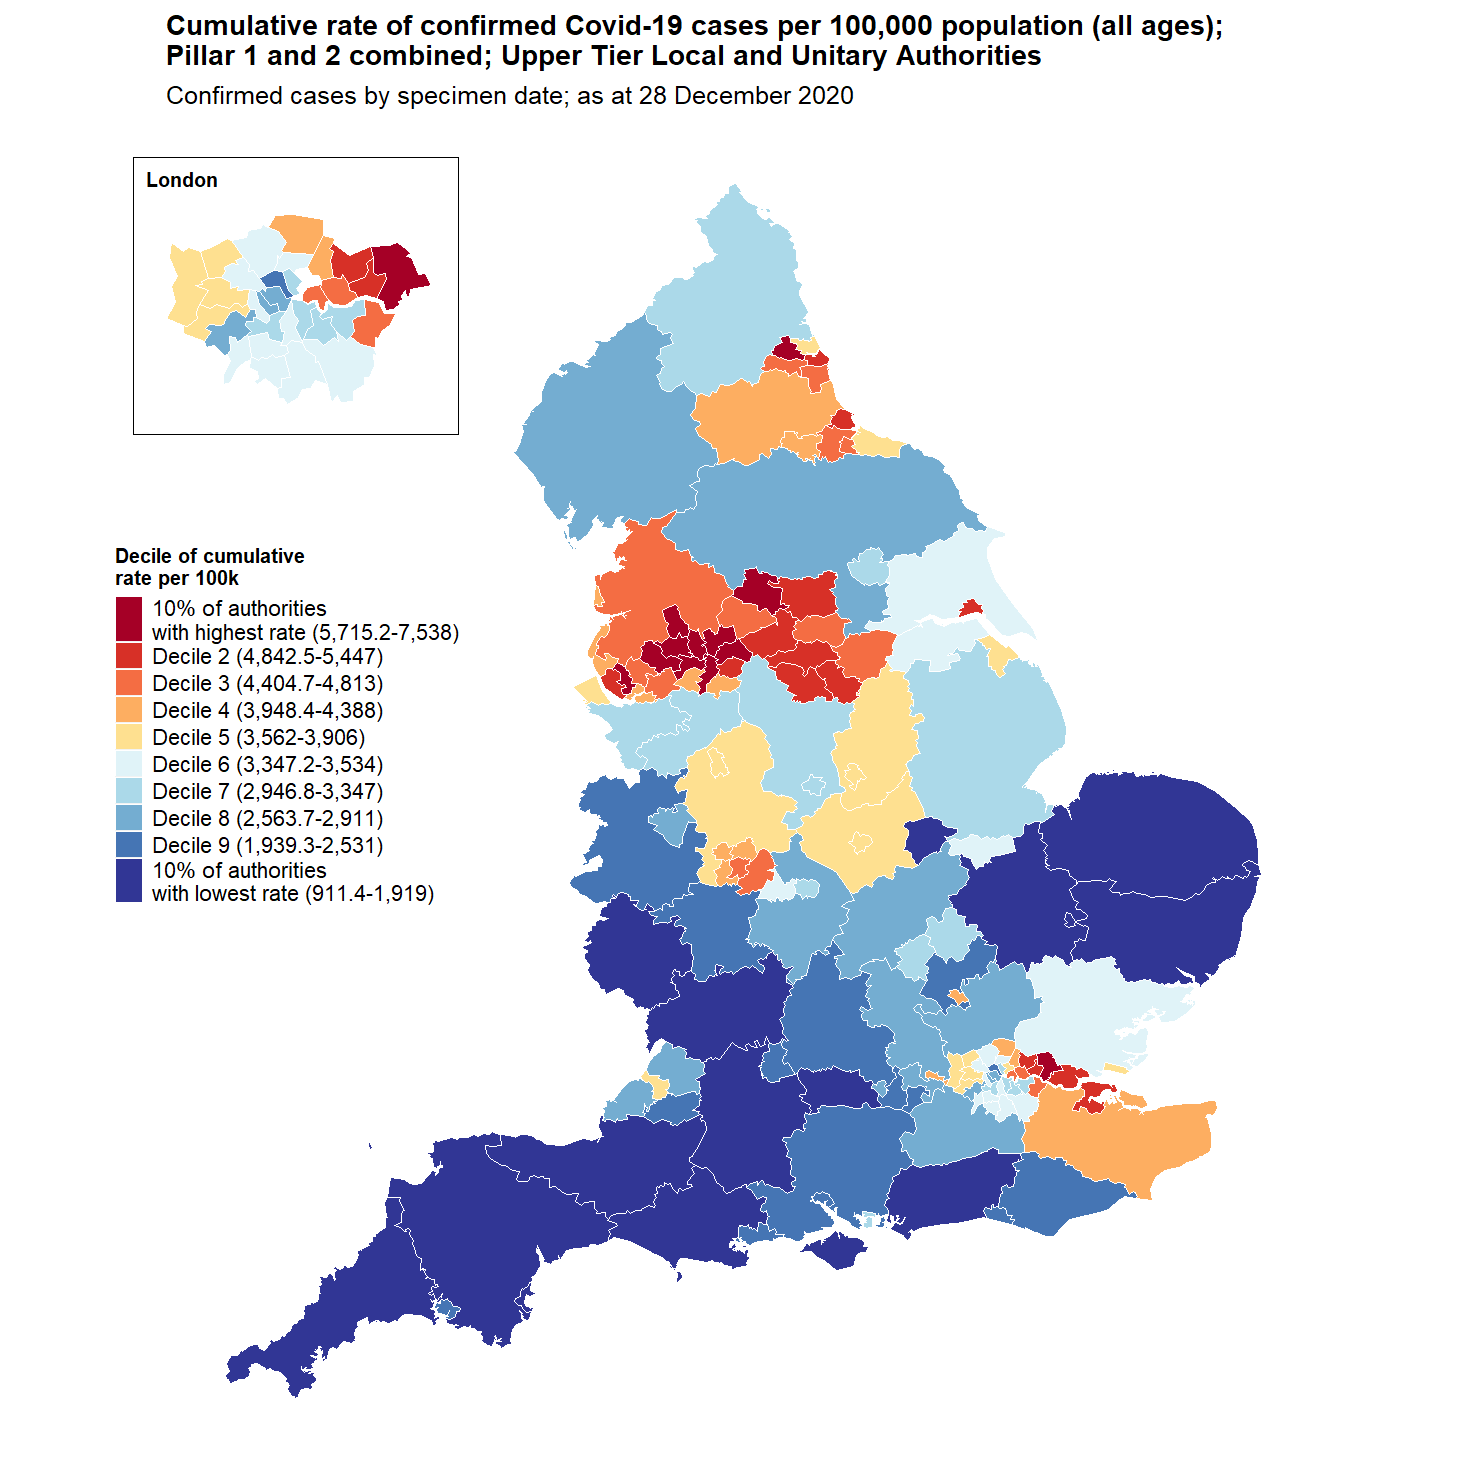 Cumulative rate of confirmed Covid-19 cases per 100,000 population (all ages);
Pillar 1 and 2 combined; Upper Tier Local and Unitary Authorities
Confirmed cases by specimen date; as at 28 December 2020
London
Decile of cumulative
rate per 100k
10% of authorities
with highest rate (5,715.2-7,538)
Decile 2 (4,842.5-5,447)
Decile 3 (4,404.7-4,813)
Decile 4 (3,948.4-4,388)
Decile 5 (3,562-3,906)
Decile 6 (3,347.2-3,534)
Decile 7 (2,946.8-3,347)
Decile 8 (2,563.7-2,911)
Decile 9 (1,939.3-2,531)
10% of authorities
with lowest rate (911.4-1,919)